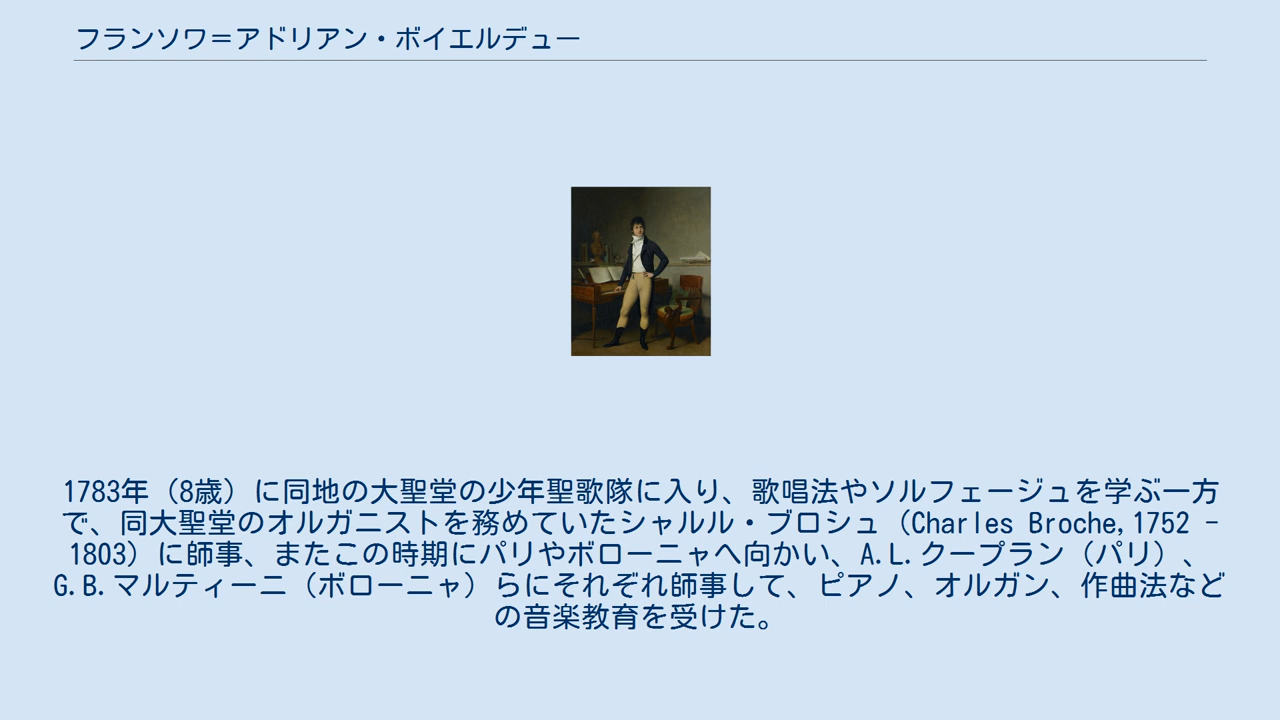 フランソワ＝アドリアン・ボイエルデュー
1783年（8歳）に同地の大聖堂の少年聖歌隊に入り、歌唱法やソルフェージュを学ぶ一方
で、同大聖堂のオルガニストを務めていたシャルル・ブロシュ（Charles Broche,1752 -
1803）に師事、またこの時期にパリやボローニャへ向かい、A.L.クープラン（パリ）、
G.B.マルティーニ（ボローニャ）らにそれぞれ師事して、ピアノ、オルガン、作曲法など
の音楽教育を受けた。